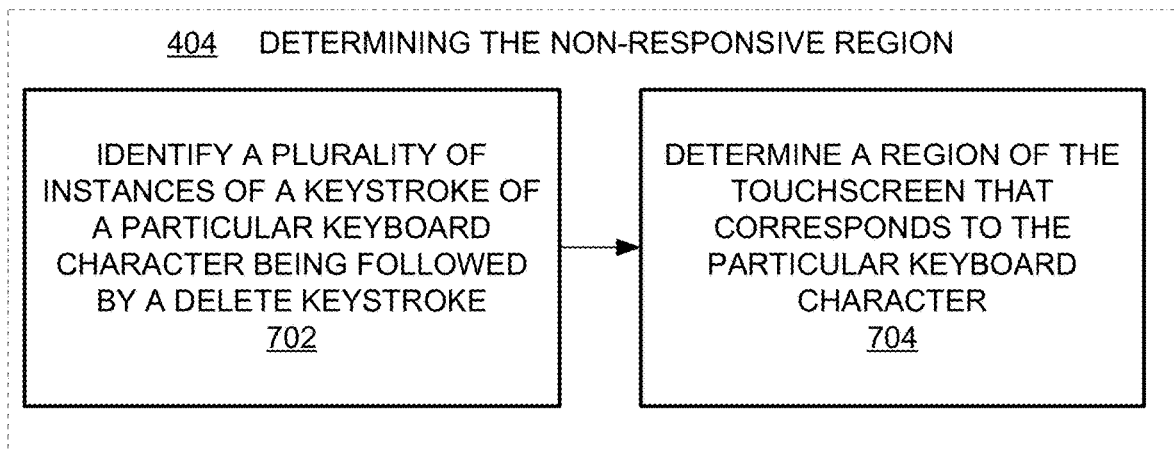 404 DETERMINING THE NON-RESPONSIVE REGION
IDENTIFY A PLURALITY OF
INSTANCES OF A KEYSTROKE OF
A PARTICULAR KEYBOARD
CHARACTER BEING FOLLOWED
BY A DELETE KEYSTROKE
702
DETERMINE A REGION OF THE
TOUCHSCREEN THAT
CORRESPONDS TO THE
PARTICULAR KEYBOARD
CHARACTER
704